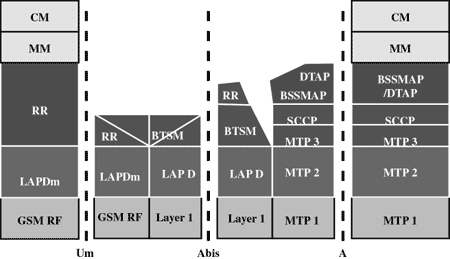 CM
MM
RR
LAPDm
GSM RF
RR
BTSM
LAPDm
LAP D
GSM RF
Layer 1
RR
BTSM
LAP D
Layer 1
DTAP
BSSMAP
SCCP
MTP 3
MTP 2
MTP 1
CM
MM
BSSMAP
/DTAP
SCCP
MTP 3
MTP 2
MTP 1
Um
Abis
A